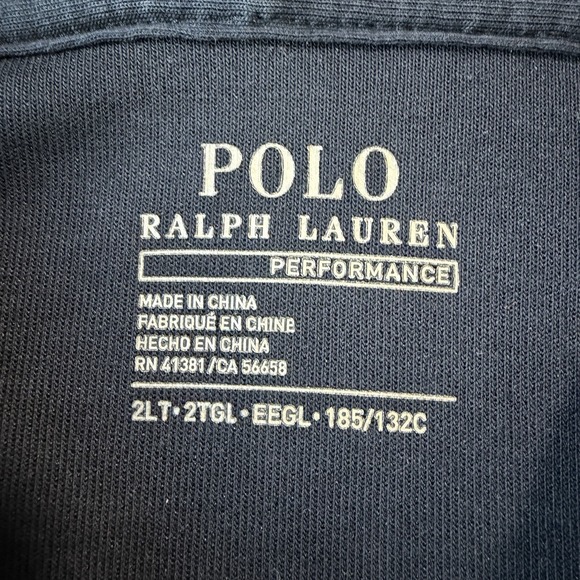 POLO
RALPH LAUREN
PERFORMANCE
MADE IN CHINA
FABRIQUÉ EN CHINE
HECHO EN CHINA
RN 41381/CA 56658
2LT•2TGL•EEGL•185/132C